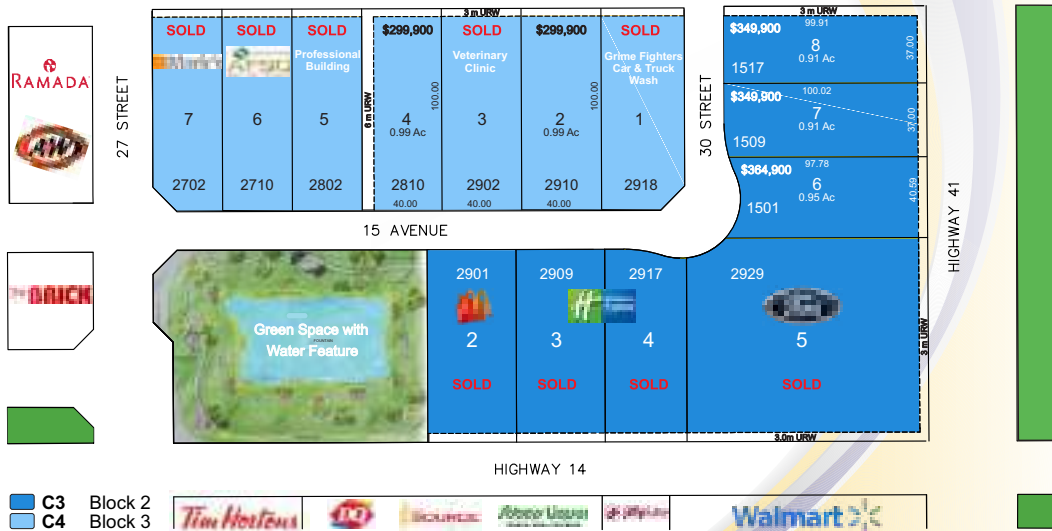 3 m URW
3 m URW
SOLD
SOLD
$299,900
SOLD
$299,900
SOLD
$349,900
99.91
8
0.91 Ac
37.00
1517
Professional
Building
Veterinary
Clinic
Grime Fighters
Car & Truck
Wash
RAMADA
A&W
27 STREET
6 m URW
100.00
100.00
30 STREET
$349,900
100.02
7
0.91 Ac
37.00
1509
7
6
5
4
0.99 Ac
3
2
0.99 Ac
1
$364,900
97.78
6
0.95 Ac
40.59
1501
2702
2710
2802
2810
2902
2910
2918
40.00
40.00
40.00
15 AVENUE
HIGHWAY 41
THE BRICK
2901
2909
2917
2929
Green Space with
Water Feature
2
3
4
5
3 m URW
SOLD
SOLD
SOLD
SOLD
3.0m URW
HIGHWAY 14
C3 Block 2
C4 Block 3
Tim Hortons
DQ
SOURCE
Walmart